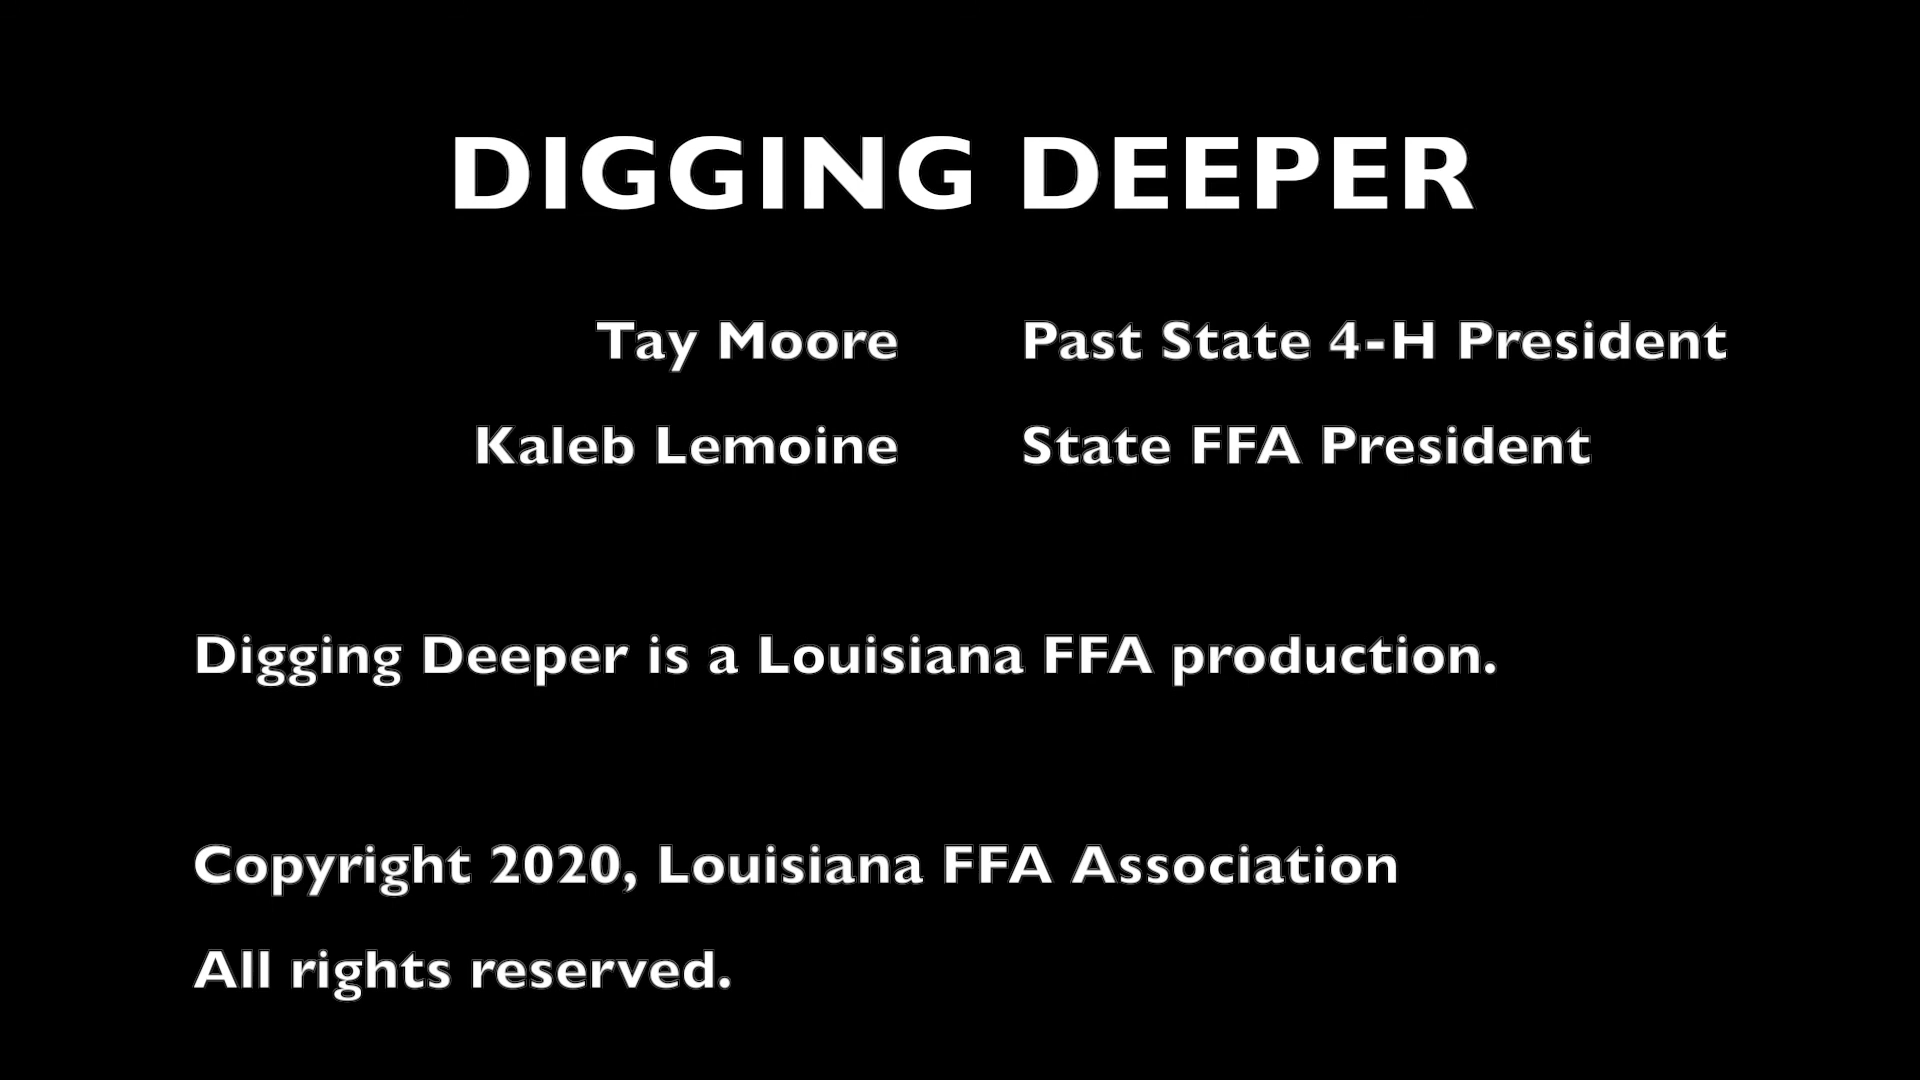 DIGGING DEEPER
Tay Moore Past State 4-H President
Kaleb Lemoine State FFA President
Digging Deeper is a Louisiana FFA production.
Copyright 2020, Louisiana FFA Association
All rights reserved.